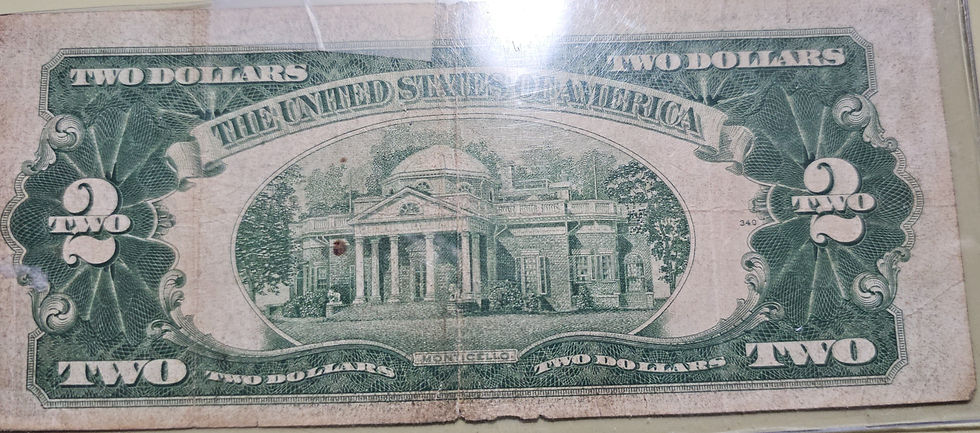 TWO DOLLARS
TWO DOLLARS
THE UNITED STATES OF AMERICA
2
TWO
2
TWO
340
MONTICELLO
TWO
TWO DOLLARS
TWO DOLLARS
TWO